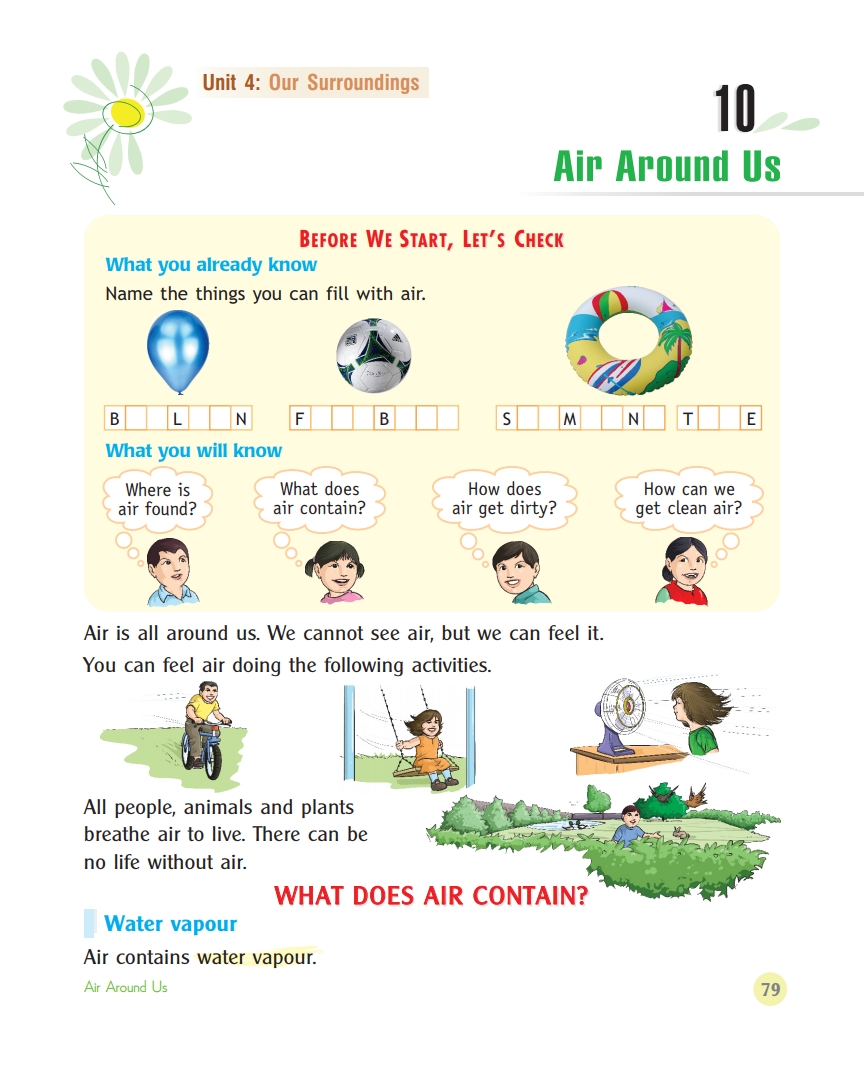 Unit 4: Our Surroundings
10
Air Around Us
BEFORE WE START, LET'S CHECK
What you already know
Name the things you can fill with air.
B L N F B S M N T E
What you will know
Where is
air found?
What does
air contain?
How does
air get dirty?
How can we
get clean air?
Air is all around us. We cannot see air, but we can feel it.
You can feel air doing the following activities.
All people, animals and plants
breathe air to live. There can be
no life without air.
WHAT DOES AIR CONTAIN?
Water vapour
Air contains water vapour.
Air Around Us
79